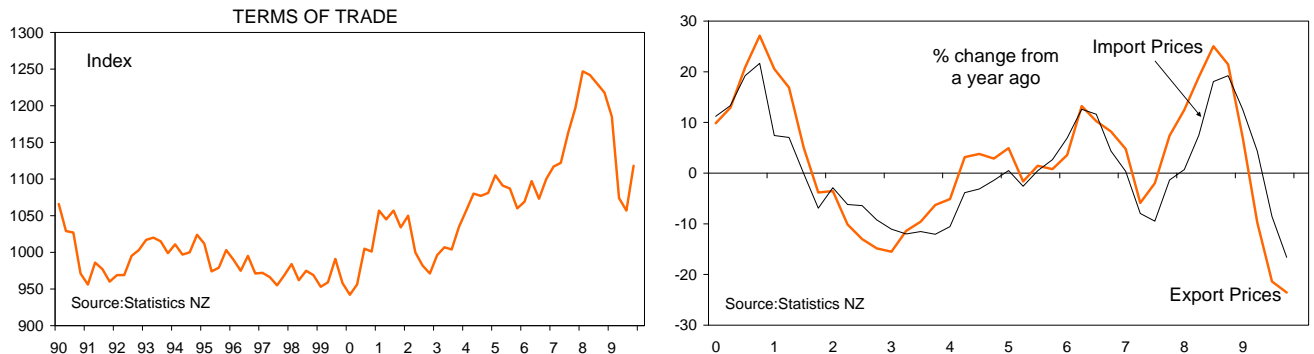 TERMS OF TRADE
1300
1250
1200
1150
1100
1050
1000
950
900
Index
Source:Statistics NZ
90 91 92 93 94 95 96 97 98 99 0 1 2 3 4 5 6 7 8 9
30
20
10
0
-10
-20
-30
% change from
a year ago
Import Prices
Export Prices
Source:Statistics NZ
0 1 2 3 4 5 6 7 8 9